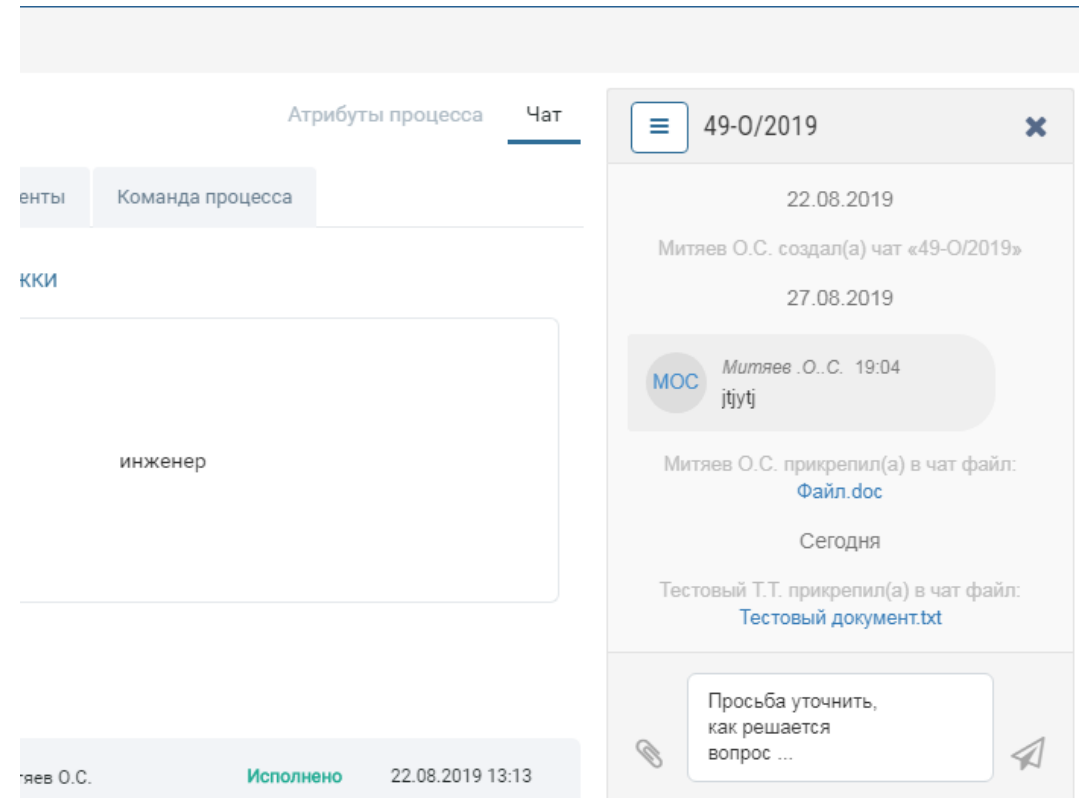 Атрибуты процесса Чат
енты Команда процесса
жки
инженер
тяев О.С. Исполнено 22.08.2019 13:13
49-О/2019
22.08.2019
Митяев О.С. создал(а) чат «49-О/2019»
27.08.2019
МОС
Митяев .О..С. 19:04
jtjytj
Митяев О.С. прикрепил(а) в чат файл:
Файл.doc
Сегодня
Тестовый Т.Т. прикрепил(а) в чат файл:
Тестовый документ.txt
Просьба уточнить,
как решается
вопрос ...